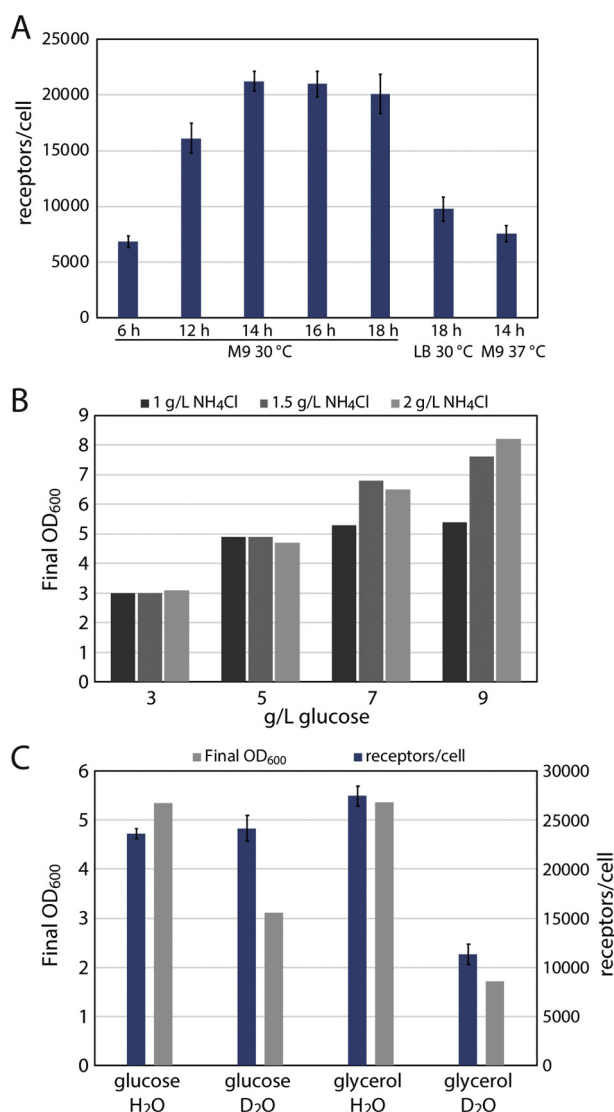 A
25000
20000
15000
10000
5000
0
receptors/cell
6 h 12 h 14 h 16 h 18 h 18 h 14 h
M9 30 °C LB 30 °C M9 37 °C
B
1 g/L NH₄Cl 1.5 g/L NH₄Cl 2 g/L NH₄Cl
9
8
7
6
5
4
3
2
1
0
Final OD₆₀₀
3 5 7 9
g/L glucose
C
Final OD₆₀₀ receptors/cell
6 30000
5 25000
4 20000
3 15000
2 10000
1 5000
0 0
Final OD₆₀₀
receptors/cell
glucose glucose glycerol glycerol
H₂O D₂O H₂O D₂O